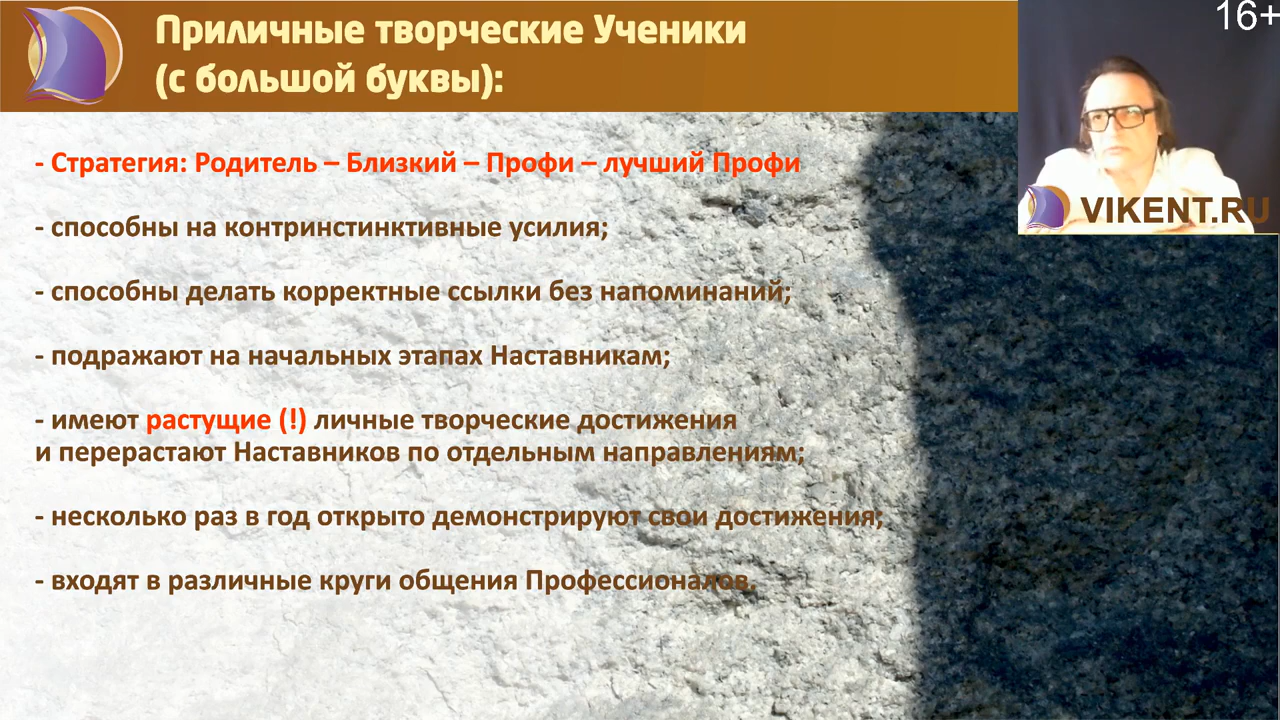 Приличные творческие Ученики
(с большой буквы):
16+
VIKENT.RU
- Стратегия: Родитель – Близкий – Профи – лучший Профи
- способны на контринстинктивные усилия;
- способны делать корректные ссылки без напоминаний;
- подражают на начальных этапах Наставникам;
- имеют растущие (!) личные творческие достижения
и перерастают Наставников по отдельным направлениям;
- несколько раз в год открыто демонстрируют свои достижения;
- входят в различные круги общения Профессионалов.